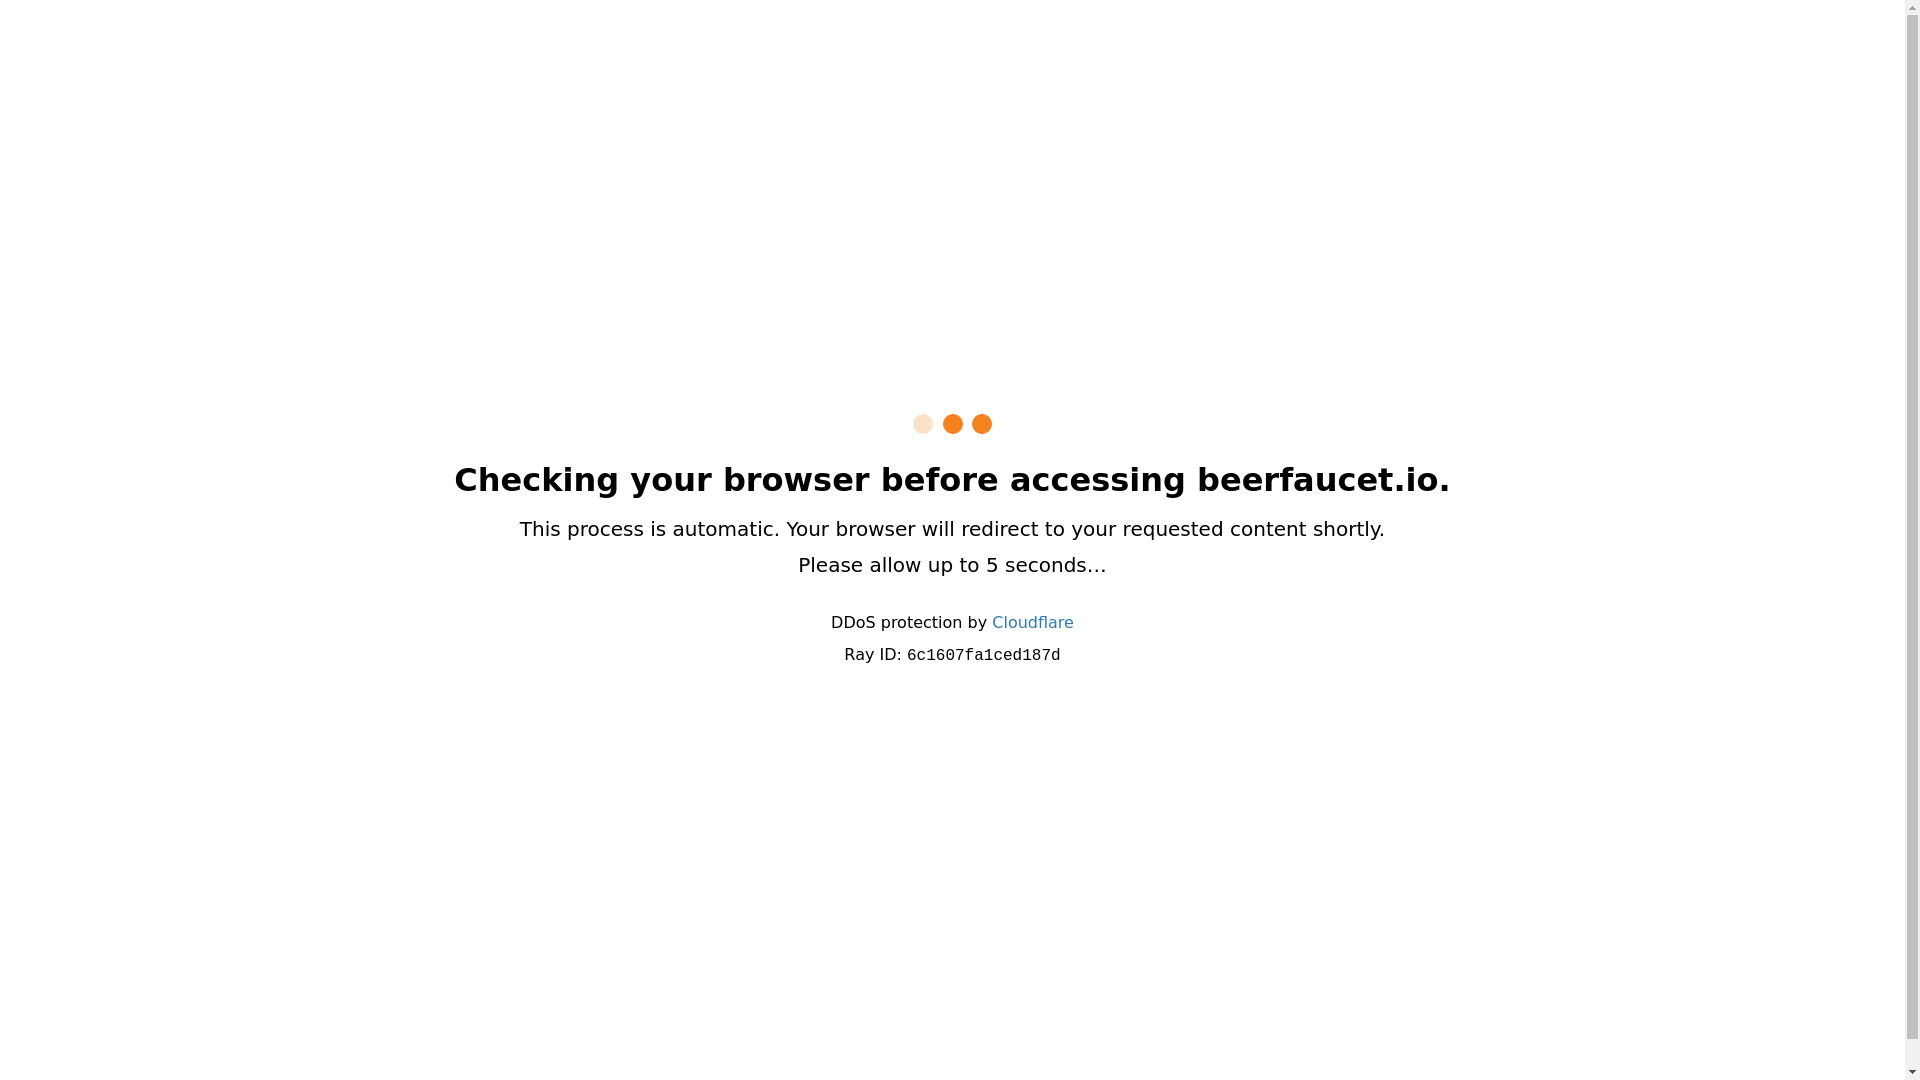 Checking your browser before accessing beerfaucet.io.
This process is automatic. Your browser will redirect to your requested content shortly.
Please allow up to 5 seconds…
DDoS protection by Cloudflare
Ray ID: 6c1607fa1ced187d